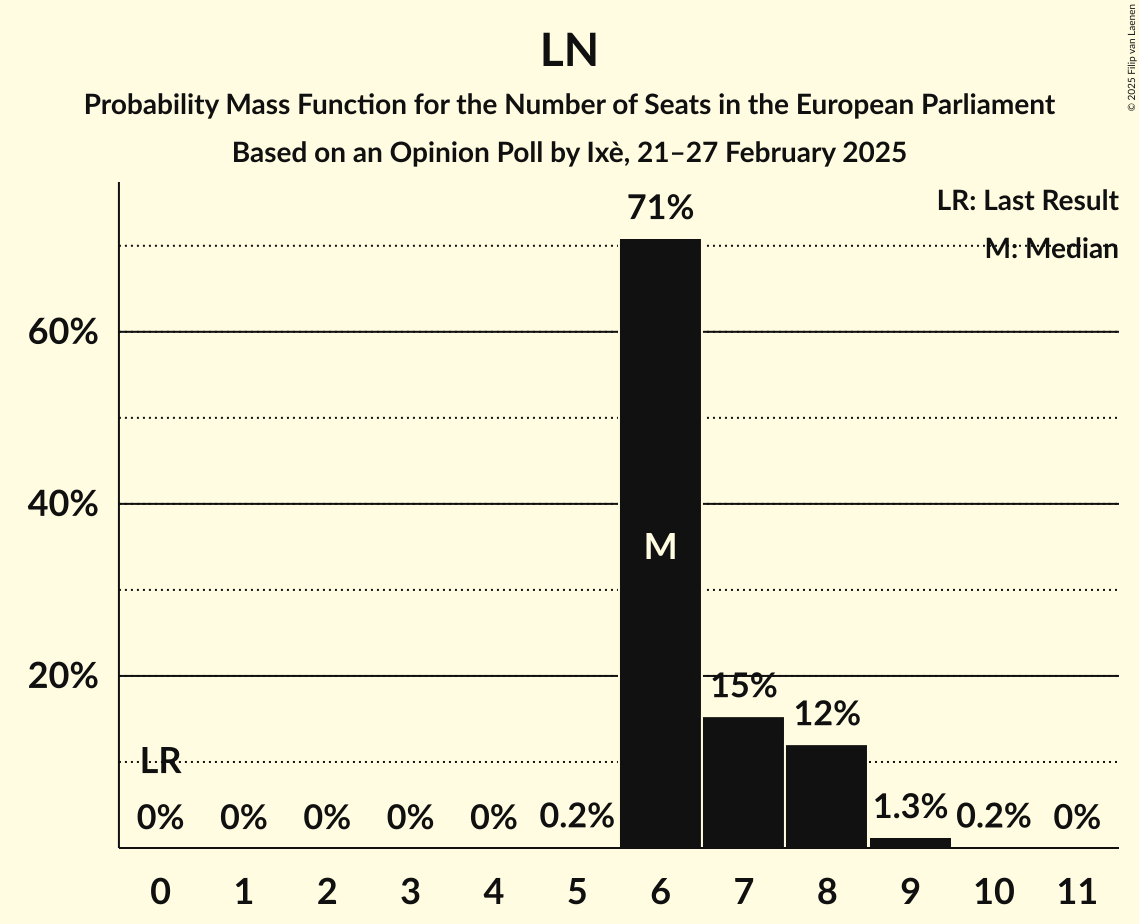 LN
Probability Mass Function for the Number of Seats in the European Parliament
Based on an Opinion Poll by Ixè, 21–27 February 2025
© 2025 Filip van Laenen
LR: Last Result
M: Median
71%
60%
40%
M
20%
15%
12%
LR
0% 0% 0% 0% 0% 0.2% 1.3% 0.2% 0%
0 1 2 3 4 5 6 7 8 9 10 11